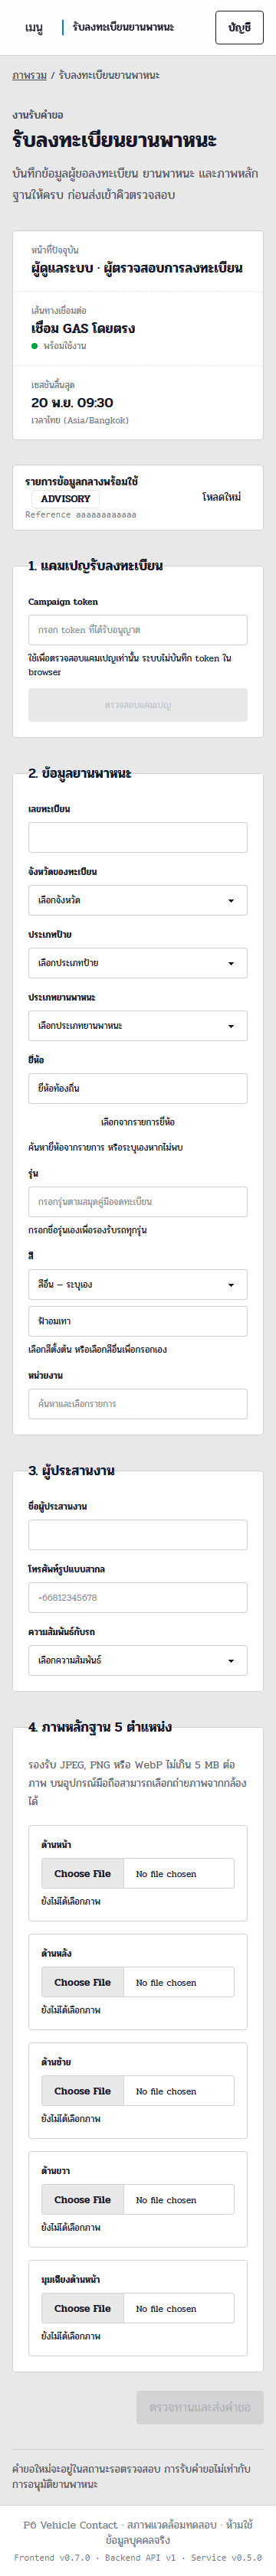 เมนู
รับลงทะเบียนยานพาหนะ
บัญชี
ภาพรวม / รับลงทะเบียนยานพาหนะ
งานรับคำขอ
รับลงทะเบียนยานพาหนะ
บันทึกข้อมูลผู้ขอลงทะเบียน ยานพาหนะ และภาพหลัก
ฐานให้ครบ ก่อนส่งเข้าคิวตรวจสอบ
หน้าที่ปัจจุบัน
ผู้ดูแลระบบ · ผู้ตรวจสอบการลงทะเบียน
เส้นทางเชื่อมต่อ
เชื่อม GAS โดยตรง
พร้อมใช้งาน
เซสชันสิ้นสุด
20 พ.ย. 09:30
เวลาไทย (Asia/Bangkok)
รายการข้อมูลกลางพร้อมใช้
ADVISORY
Reference aaaaaaaaaaaa
โหลดใหม่
1. แคมเปญรับลงทะเบียน
Campaign token
กรอก token ที่ได้รับอนุญาต
ใช้เพื่อตรวจสอบแคมเปญเท่านั้น ระบบไม่บันทึก token ใน
browser
ตรวจสอบแคมเปญ
2. ข้อมูลยานพาหนะ
เลขทะเบียน
จังหวัดของทะเบียน
เลือกจังหวัด
ประเภทป้าย
เลือกประเภทป้าย
ประเภทยานพาหนะ
เลือกประเภทยานพาหนะ
ยี่ห้อ
ยี่ห้อท้องถิ่น
เลือกจากรายการยี่ห้อ
ค้นหายี่ห้อจากรายการ หรือระบุเองหากไม่พบ
รุ่น
กรอกรุ่นตามสมุดคู่มือจดทะเบียน
กรอกชื่อรุ่นเองเพื่อรองรับรถทุกรุ่น
สี
สีอื่น — ระบุเอง
ฟ้าอมเทา
เลือกสีตั้งต้น หรือเลือกสีอื่นเพื่อกรอกเอง
หน่วยงาน
ค้นหาและเลือกรายการ
3. ผู้ประสานงาน
ชื่อผู้ประสานงาน
โทรศัพท์รูปแบบสากล
+66812345678
ความสัมพันธ์กับรถ
เลือกความสัมพันธ์
4. ภาพหลักฐาน 5 ตำแหน่ง
รองรับ JPEG, PNG หรือ WebP ไม่เกิน 5 MB ต่อ
ภาพ บนอุปกรณ์มือถือสามารถเลือกถ่ายภาพจากกล้อง
ได้
ด้านหน้า
Choose File No file chosen
ยังไม่ได้เลือกภาพ
ด้านหลัง
Choose File No file chosen
ยังไม่ได้เลือกภาพ
ด้านซ้าย
Choose File No file chosen
ยังไม่ได้เลือกภาพ
ด้านขวา
Choose File No file chosen
ยังไม่ได้เลือกภาพ
มุมเฉียงด้านหน้า
Choose File No file chosen
ยังไม่ได้เลือกภาพ
ตรวจทานและส่งคำขอ
คำขอใหม่จะอยู่ในสถานะรอตรวจสอบ การรับคำขอไม่เท่ากับ
การอนุมัติยานพาหนะ
P6 Vehicle Contact · สภาพแวดล้อมทดสอบ · ห้ามใช้
ข้อมูลบุคคลจริง
Frontend v0.7.0 · Backend API v1 · Service v0.5.0